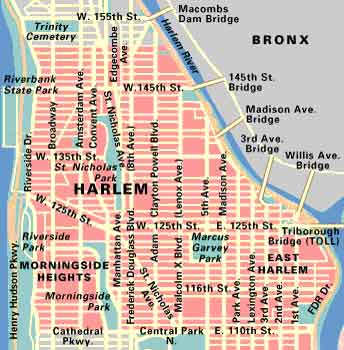 Macombs
Dam Bridge
W. 155th St.
Trinity
Cemetery
BRONX
Edgecombe
Ave.
Harlem River
Riverbank
State Park
W. 145th St.
145th St.
Bridge
Riverside Dr.
Broadway
Amsterdam Ave.
Convent Ave.
St. Nicholas Ave.
(8th Ave.)
Adam Clayton Powell Blvd.
(Lenox Ave.)
5th Ave.
Madison Ave.
Madison Ave.
Bridge
3rd Ave.
Bridge
Willis Ave.
Bridge
W. 135th St.
St. Nicholas
Park
HARLEM
W. 125th St.
W. 125th St.
E. 125th St.
Triborough
Bridge (TOLL)
Riverside
Park
Marcus
Garvey
Park
MORNINGSIDE
HEIGHTS
EAST
HARLEM
Manhattan Ave.
Frederick Douglass Blvd.
St. Nicholas
Ave.
Malcolm X Blvd.
116th St.
Morningside
Park
Park Ave.
Lexington Ave.
3rd Ave.
2nd Ave.
1st Ave.
FDR Dr.
Henry Hudson Pkwy.
Cathedral
Pkwy.
Central Park
N.
E. 110th St.